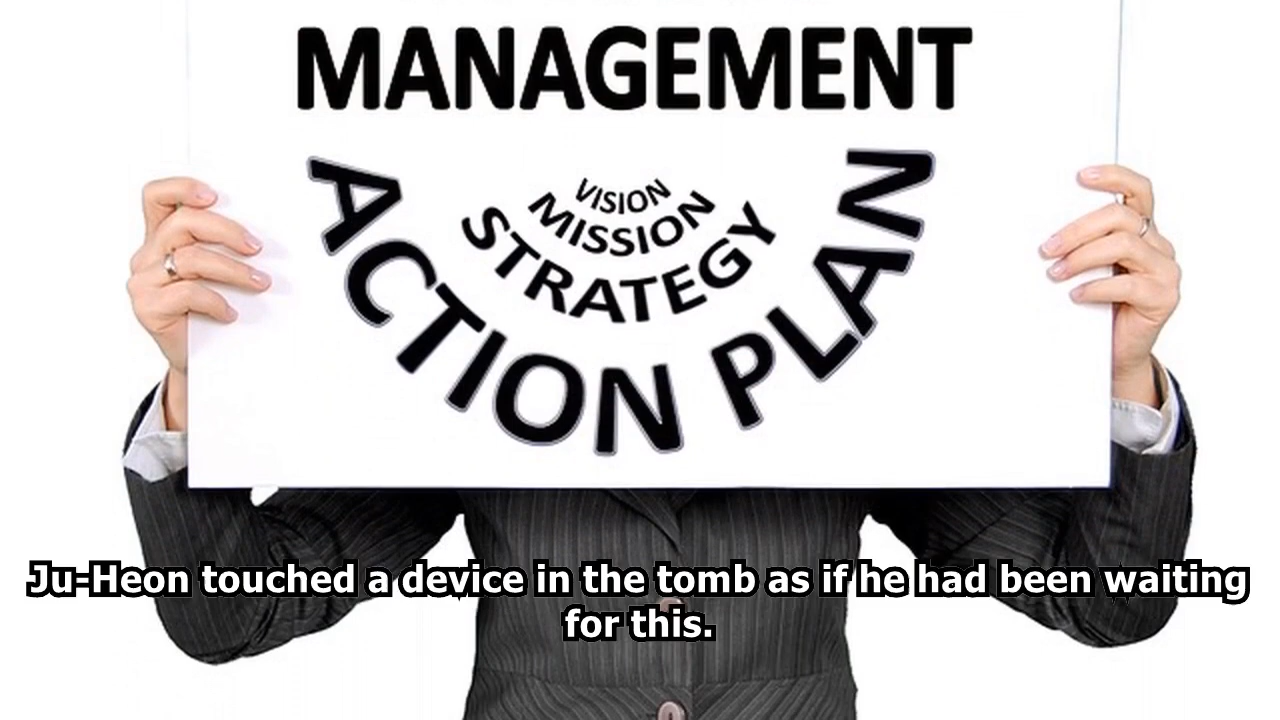 MANAGEMENT
VISION
MISSION
STRATEGY
ACTION PLAN
Ju-Heon touched a device in the tomb as if he had been waiting
for this.